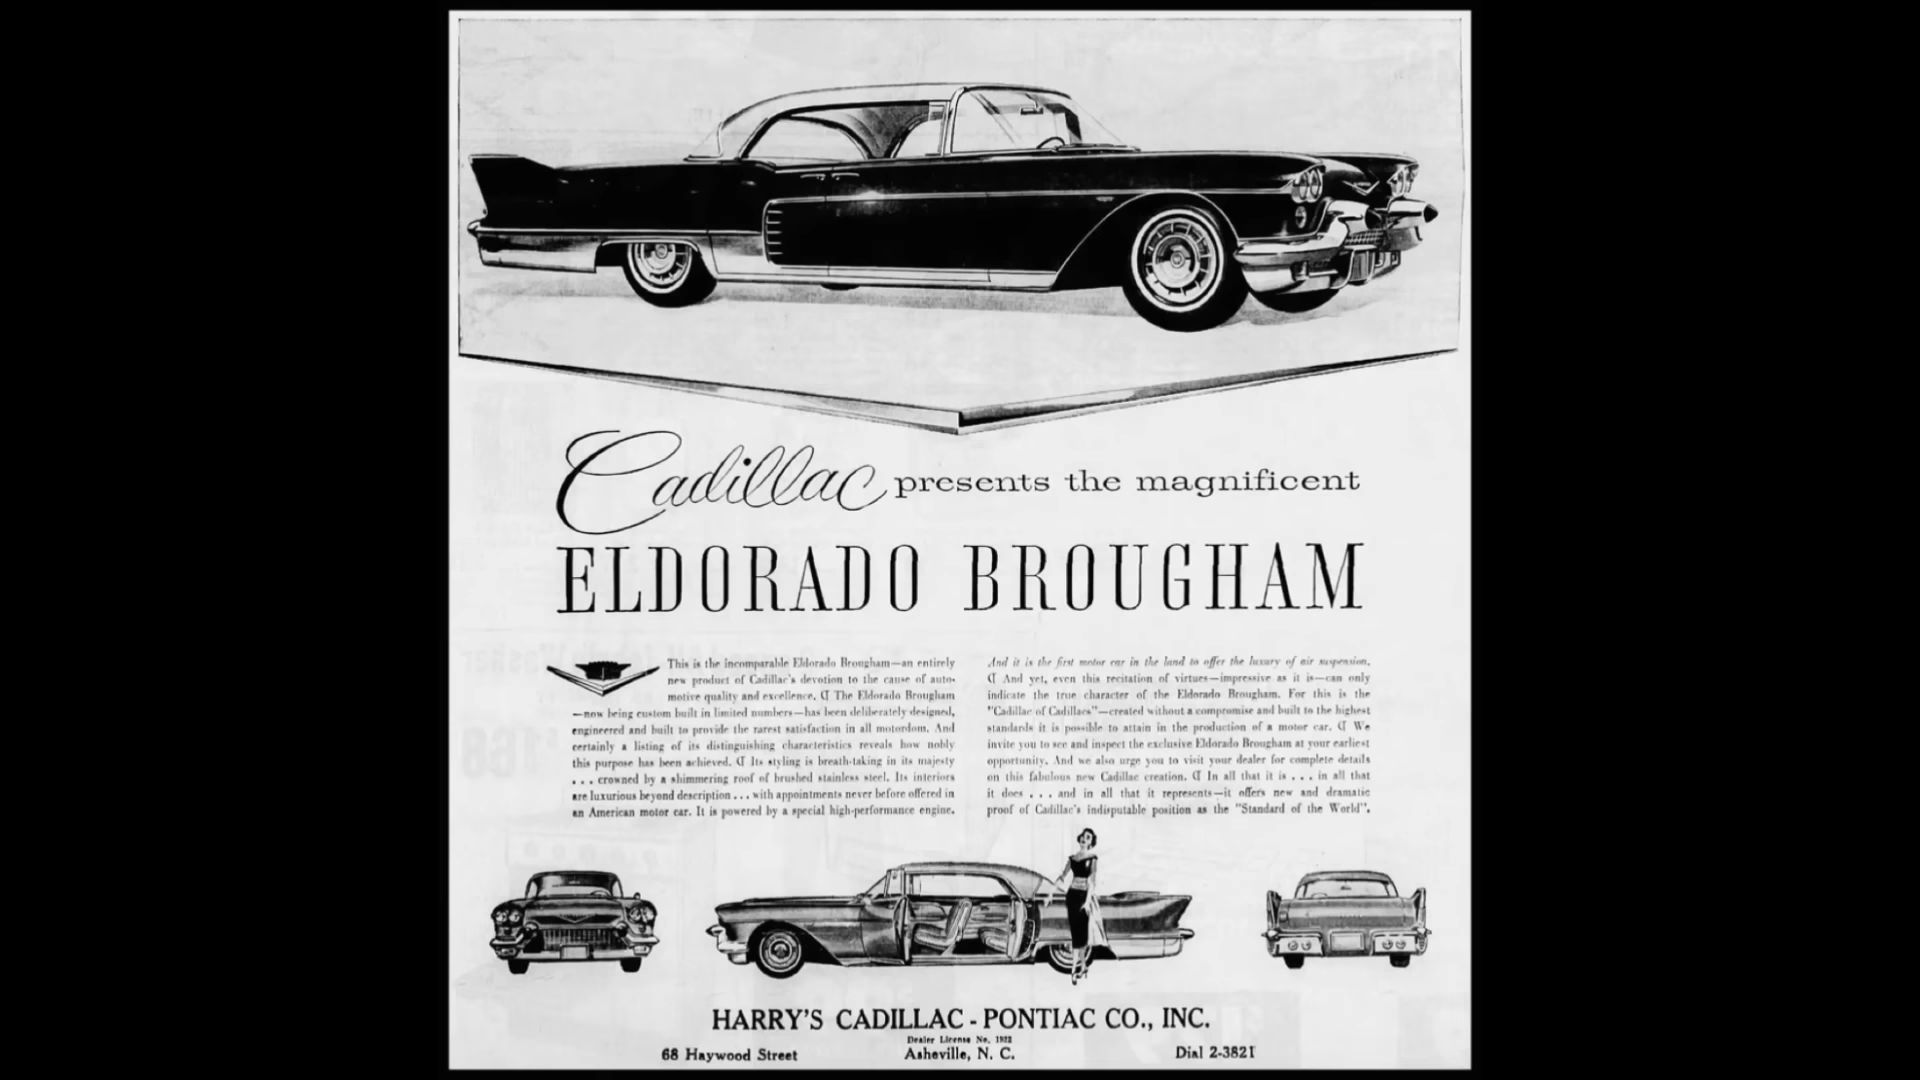 Cadillac presents the magnificent
ELDORADO BROUGHAM
This is the incomparable Eldorado Brougham—an entirely
new product of Cadillac's devotion to the cause of auto-
motive quality and excellence. ¶ The Eldorado Brougham
—now being custom built in limited numbers—has been deliberately designed,
engineered and built to provide the rarest satisfaction in all motordom. And
certainly a listing of its distinguishing characteristics reveals how nobly
this purpose has been achieved. ¶ Its styling is breath-taking in its majesty
. . . crowned by a shimmering roof of brushed stainless steel. Its interiors
are luxurious beyond description . . . with appointments never before offered in
an American motor car. It is powered by a special high-performance engine.
And it is the first motor car in the land to offer the luxury of air suspension.
¶ And yet, even this recitation of virtues—impressive as it is—can only
indicate the true character of the Eldorado Brougham. For this is the
"Cadillac of Cadillacs"—created without a compromise and built to the highest
standards it is possible to attain in the production of a motor car. ¶ We
invite you to see and inspect the exclusive Eldorado Brougham at your earliest
opportunity. And we also urge you to visit your dealer for complete details
on this fabulous new Cadillac creation. ¶ In all that it is . . . in all that
it does . . . and in all that it represents—it offers new and dramatic
proof of Cadillac's indisputable position as the "Standard of the World".
HARRY'S CADILLAC - PONTIAC CO., INC.
Dealer License No. 1922
68 Haywood Street Asheville, N. C. Dial 2-3821